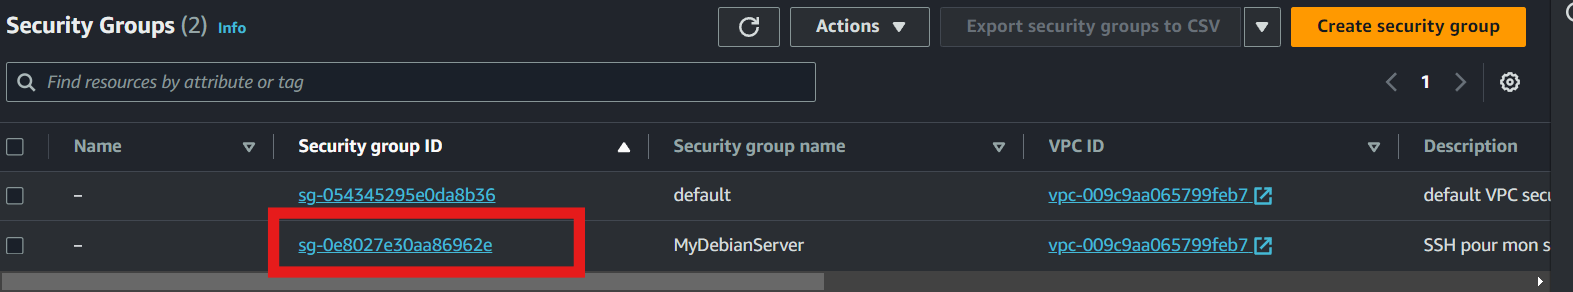 Security Groups (2) Info
Actions
Export security groups to CSV
Create security group
Find resources by attribute or tag
1
Name Security group ID Security group name VPC ID Description
– sg-054345295e0da8b36 default vpc-009c9aa065799feb7 default VPC secu
– sg-0e8027e30aa86962e MyDebianServer vpc-009c9aa065799feb7 SSH pour mon s